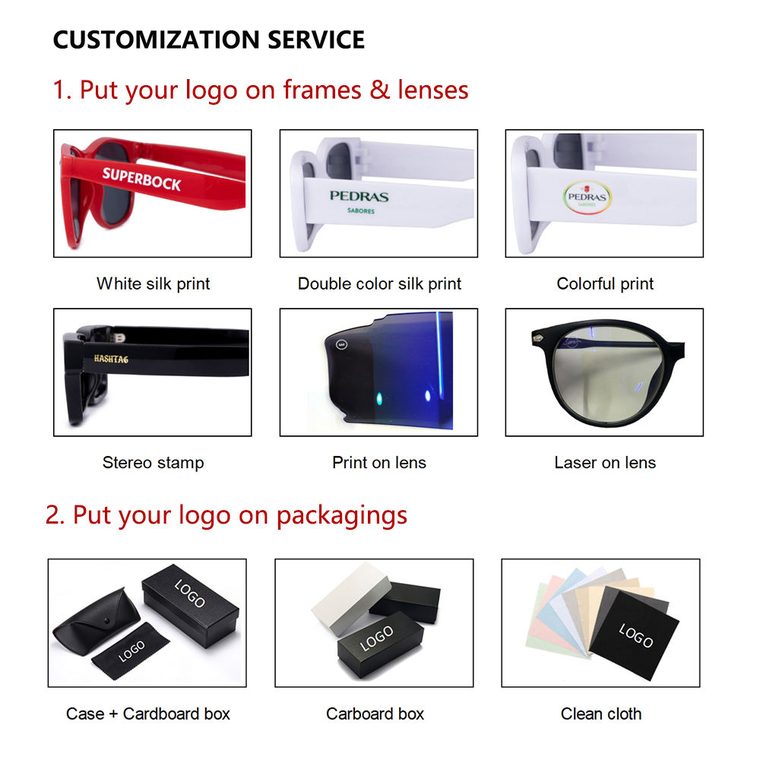 CUSTOMIZATION SERVICE
1. Put your logo on frames & lenses
SUPERBOCK
PEDRAS
SABORES
PEDRAS
SABORES
White silk print
Double color silk print
Colorful print
HASHTAG
Stereo stamp
Print on lens
Laser on lens
2. Put your logo on packagings
LOGO
LOGO
LOGO
LOGO
Case + Cardboard box
Carboard box
Clean cloth